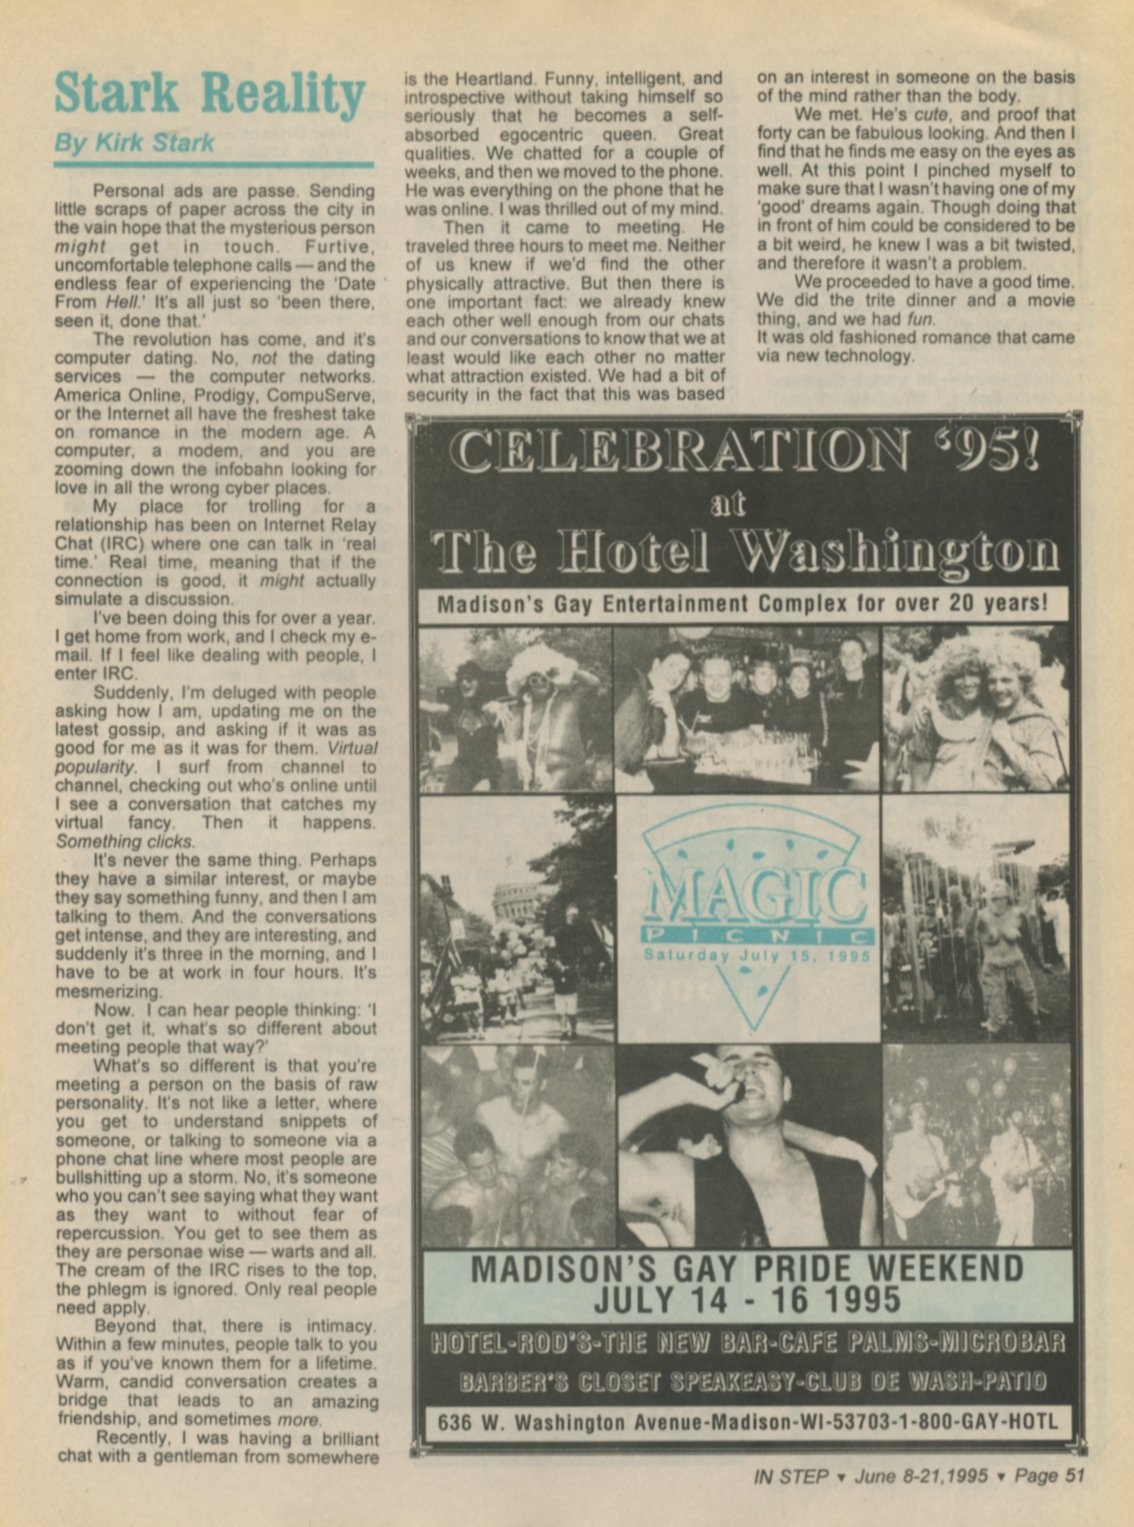 Stark Reality
By Kirk Stark
Personal ads are passe. Sending
little scraps of paper across the city in
the vain hope that the mysterious person
might get in touch. Furtive,
uncomfortable telephone calls — and the
endless fear of experiencing the 'Date
From Hell.' It's all just so 'been there,
seen it, done that.'
The revolution has come, and it's
computer dating. No, not the dating
services — the computer networks.
America Online, Prodigy, CompuServe,
or the Internet all have the freshest take
on romance in the modern age. A
computer, a modem, and you are
zooming down the infobahn looking for
love in all the wrong cyber places.
My place for trolling for a
relationship has been on Internet Relay
Chat (IRC) where one can talk in 'real
time.' Real time, meaning that if the
connection is good, it might actually
simulate a discussion.
I've been doing this for over a year.
I get home from work, and I check my e-
mail. If I feel like dealing with people, I
enter IRC.
Suddenly, I'm deluged with people
asking how I am, updating me on the
latest gossip, and asking if it was as
good for me as it was for them. Virtual
popularity. I surf from channel to
channel, checking out who's online until
I see a conversation that catches my
virtual fancy. Then it happens.
Something clicks.
It's never the same thing. Perhaps
they have a similar interest, or maybe
they say something funny, and then I am
talking to them. And the conversations
get intense, and they are interesting, and
suddenly it's three in the morning, and I
have to be at work in four hours. It's
mesmerizing.
Now. I can hear people thinking: 'I
don't get it, what's so different about
meeting people that way?'
What's so different is that you're
meeting a person on the basis of raw
personality. It's not like a letter, where
you get to understand snippets of
someone, or talking to someone via a
phone chat line where most people are
bullshitting up a storm. No, it's someone
who you can't see saying what they want
as they want to without fear of
repercussion. You get to see them as
they are personae wise — warts and all.
The cream of the IRC rises to the top,
the phlegm is ignored. Only real people
need apply.
Beyond that, there is intimacy.
Within a few minutes, people talk to you
as if you've known them for a lifetime.
Warm, candid conversation creates a
bridge that leads to an amazing
friendship, and sometimes more.
Recently, I was having a brilliant
chat with a gentleman from somewhere
is the Heartland. Funny, intelligent, and
introspective without taking himself so
seriously that he becomes a self-
absorbed egocentric queen. Great
qualities. We chatted for a couple of
weeks, and then we moved to the phone.
He was everything on the phone that he
was online. I was thrilled out of my mind.
Then it came to meeting. He
traveled three hours to meet me. Neither
of us knew if we'd find the other
physically attractive. But then there is
one important fact: we already knew
each other well enough from our chats
and our conversations to know that we at
least would like each other no matter
what attraction existed. We had a bit of
security in the fact that this was based
on an interest in someone on the basis
of the mind rather than the body.
We met. He's cute, and proof that
forty can be fabulous looking. And then I
find that he finds me easy on the eyes as
well. At this point I pinched myself to
make sure that I wasn't having one of my
'good' dreams again. Though doing that
in front of him could be considered to be
a bit weird, he knew I was a bit twisted,
and therefore it wasn't a problem.
We proceeded to have a good time.
We did the trite dinner and a movie
thing, and we had fun.
It was old fashioned romance that came
via new technology.
CELEBRATION '95!
at
The Hotel Washington
Madison's Gay Entertainment Complex for over 20 years!
MAGIC
PICNIC
Saturday July 15, 1995
MADISON'S GAY PRIDE WEEKEND
JULY 14 - 16 1995
HOTEL-ROD'S-THE NEW BAR-CAFE PALMS-MICROBAR
BARBER'S CLOSET SPEAKEASY-CLUB DE WASH-PATIO
636 W. Washington Avenue-Madison-WI-53703-1-800-GAY-HOTL
IN STEP ▼ June 8-21,1995 ▼ Page 51